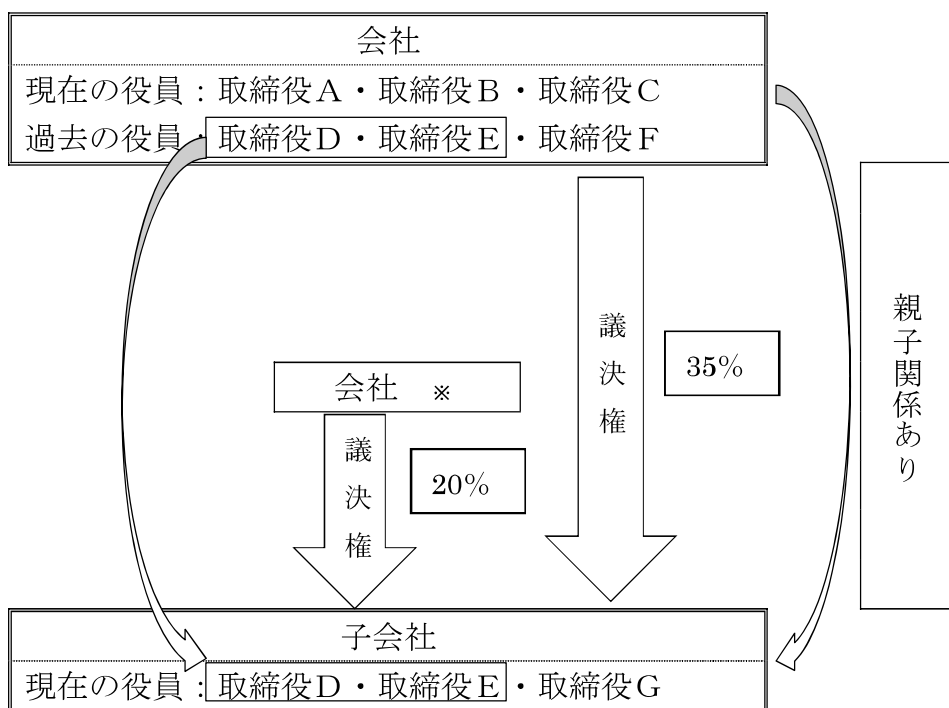 会社
現在の役員：取締役A・取締役B・取締役C
過去の役員：取締役D・取締役E・取締役F
議決権
35%
親子関係あり
会社 ※
議決権
20%
子会社
現在の役員：取締役D・取締役E・取締役G